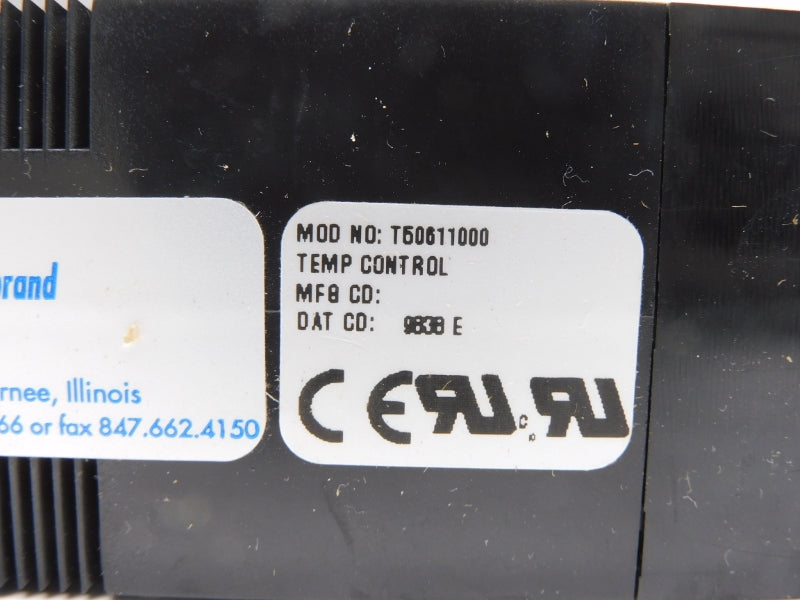 brand
rnee, Illinois
66 or fax 847.662.4150
MOD NO: T50611000
TEMP CONTROL
MFG CD:
DAT CD: 9838 E
CE